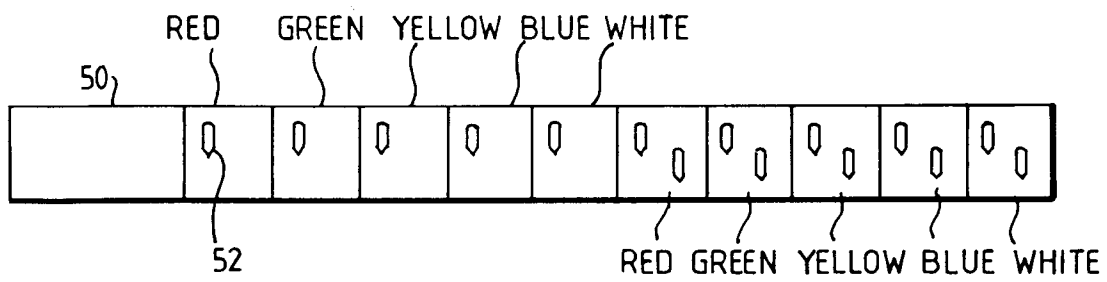 RED GREEN YELLOW BLUE WHITE
50
52
RED GREEN YELLOW BLUE WHITE